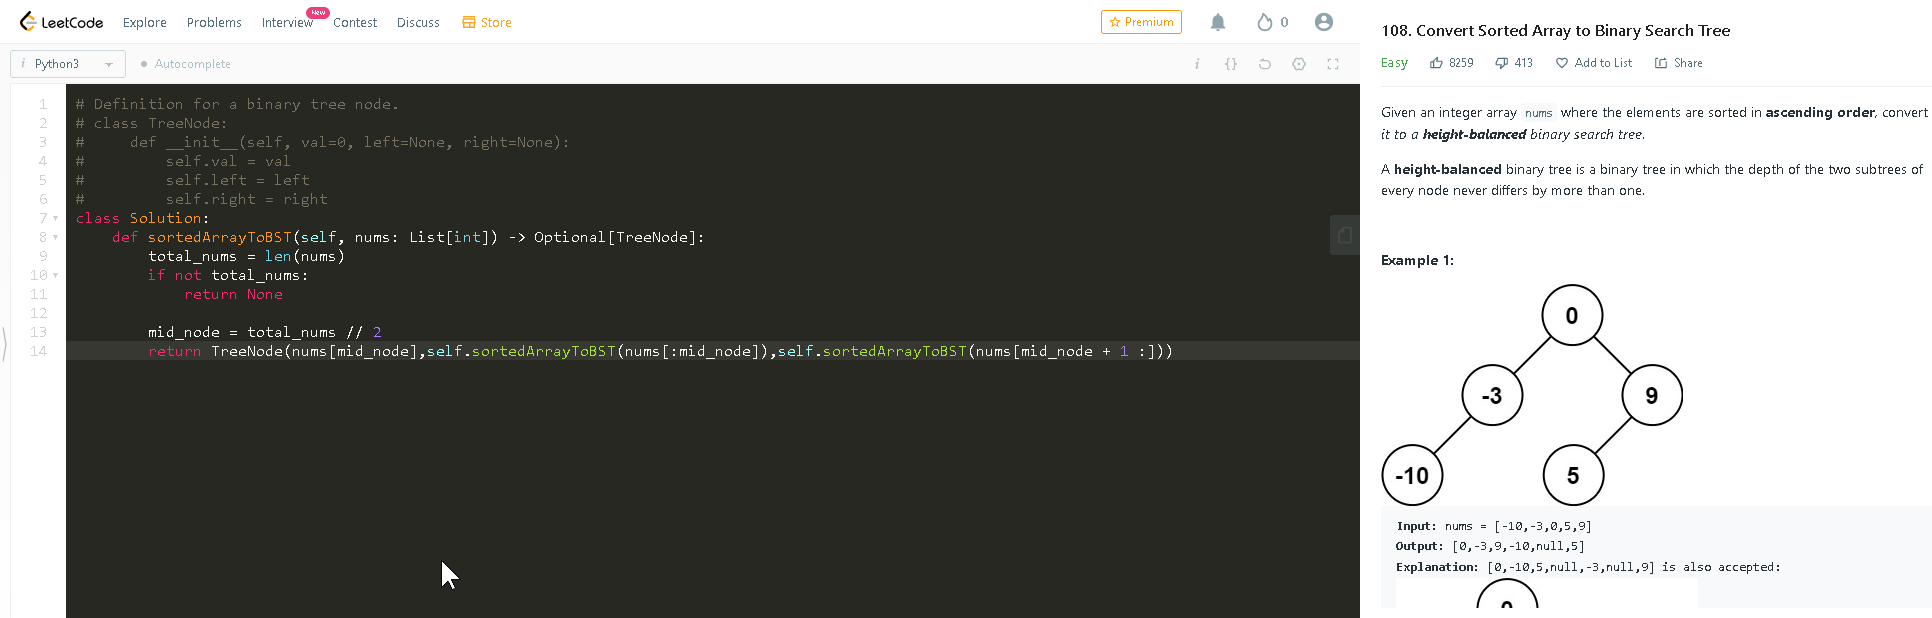 LeetCode Explore Problems Interview New Contest Discuss Store Premium 0
Python3 Autocomplete
1 # Definition for a binary tree node.
2 # class TreeNode:
3 #     def __init__(self, val=0, left=None, right=None):
4 #         self.val = val
5 #         self.left = left
6 #         self.right = right
7 class Solution:
8     def sortedArrayToBST(self, nums: List[int]) -> Optional[TreeNode]:
9         total_nums = len(nums)
10         if not total_nums:
11             return None
12
13         mid_node = total_nums // 2
14         return TreeNode(nums[mid_node],self.sortedArrayToBST(nums[:mid_node]),self.sortedArrayToBST(nums[mid_node + 1 :]))
108. Convert Sorted Array to Binary Search Tree
Easy 8259 413 Add to List Share
Given an integer array nums where the elements are sorted in ascending order, convert
it to a height-balanced binary search tree.
A height-balanced binary tree is a binary tree in which the depth of the two subtrees of
every node never differs by more than one.
Example 1:
0
-3 9
-10 5
Input: nums = [-10,-3,0,5,9]
Output: [0,-3,9,-10,null,5]
Explanation: [0,-10,5,null,-3,null,9] is also accepted:
0